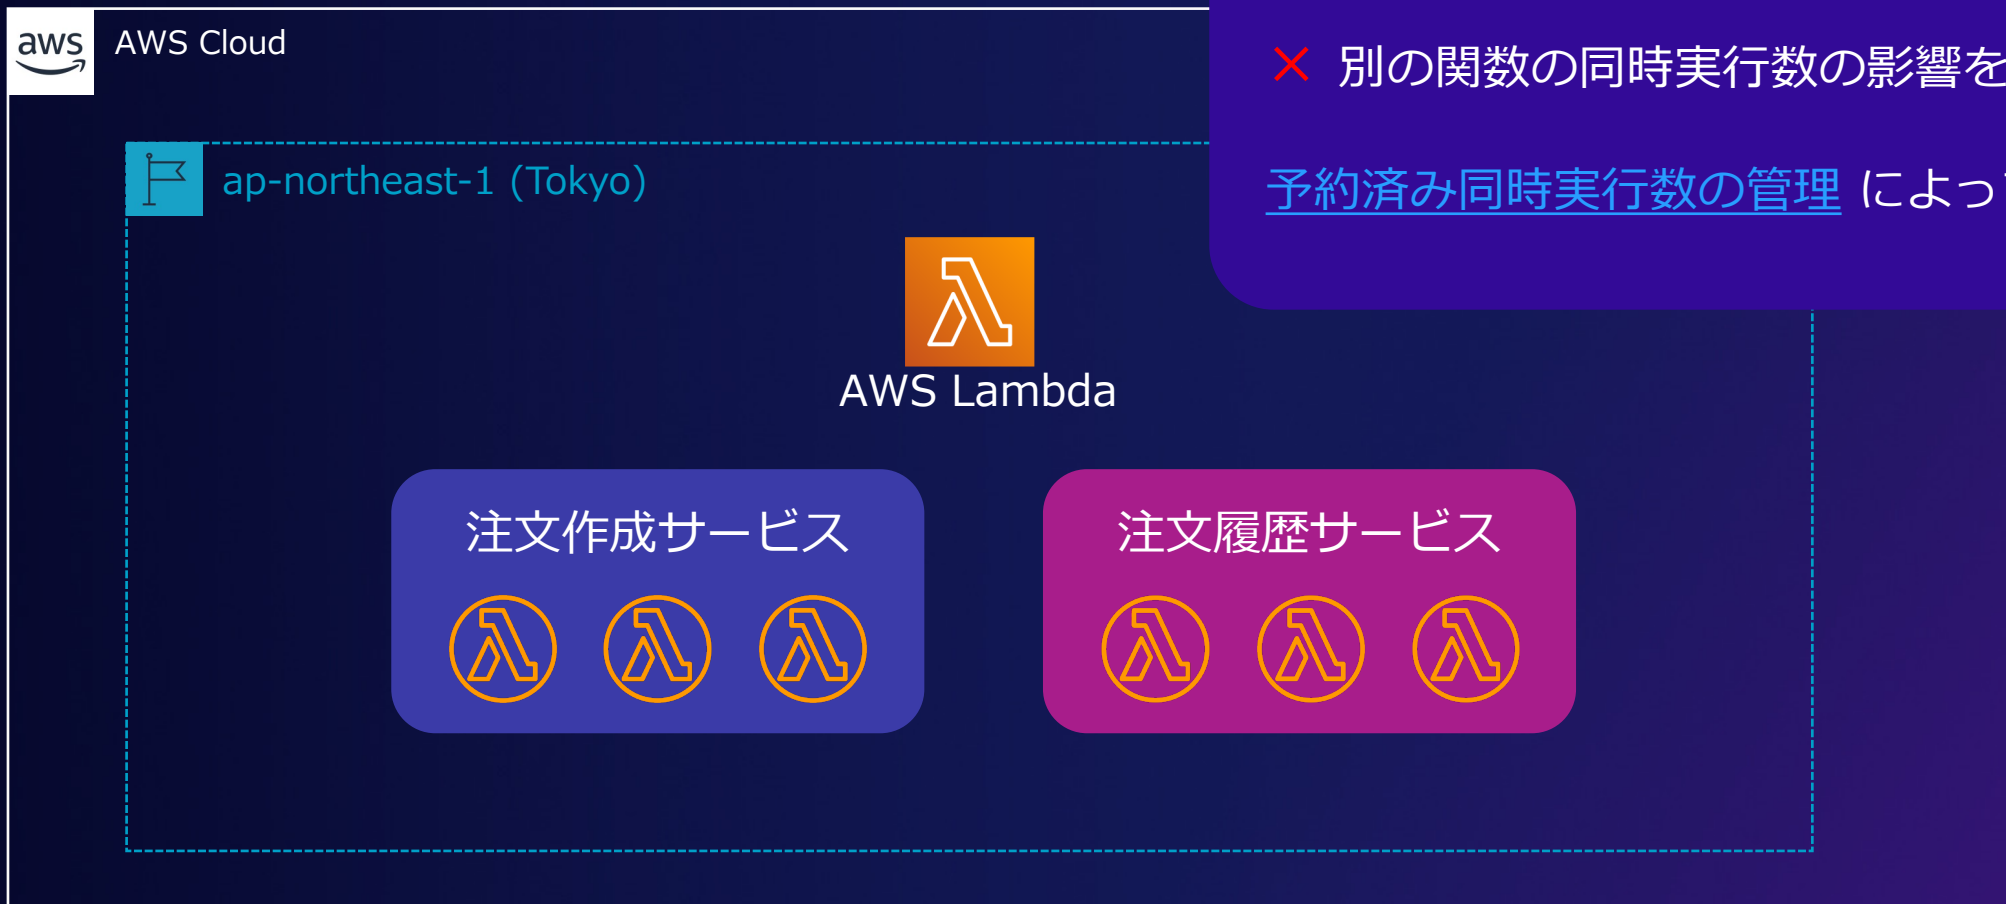 aws
AWS Cloud
× 別の関数の同時実行数の影響を
ap-northeast-1 (Tokyo)
予約済み同時実行数の管理 によっ
AWS Lambda
注文作成サービス
注文履歴サービス